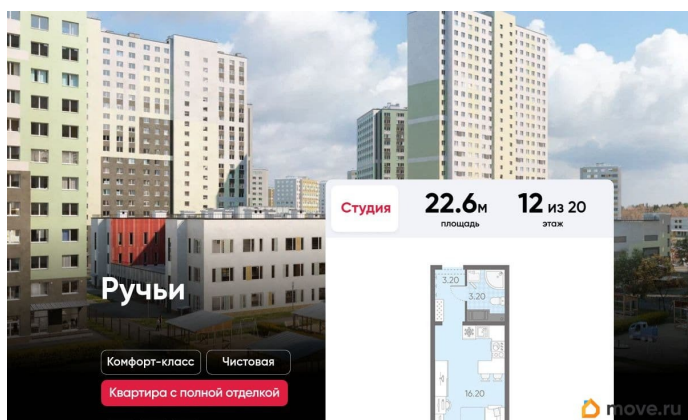 Студия
22.6м
площадь
12 из 20
этаж
3.20
3.20
16.20
Ручьи
Комфорт-класс
Чистовая
Квартира с полной отделкой
move.ru